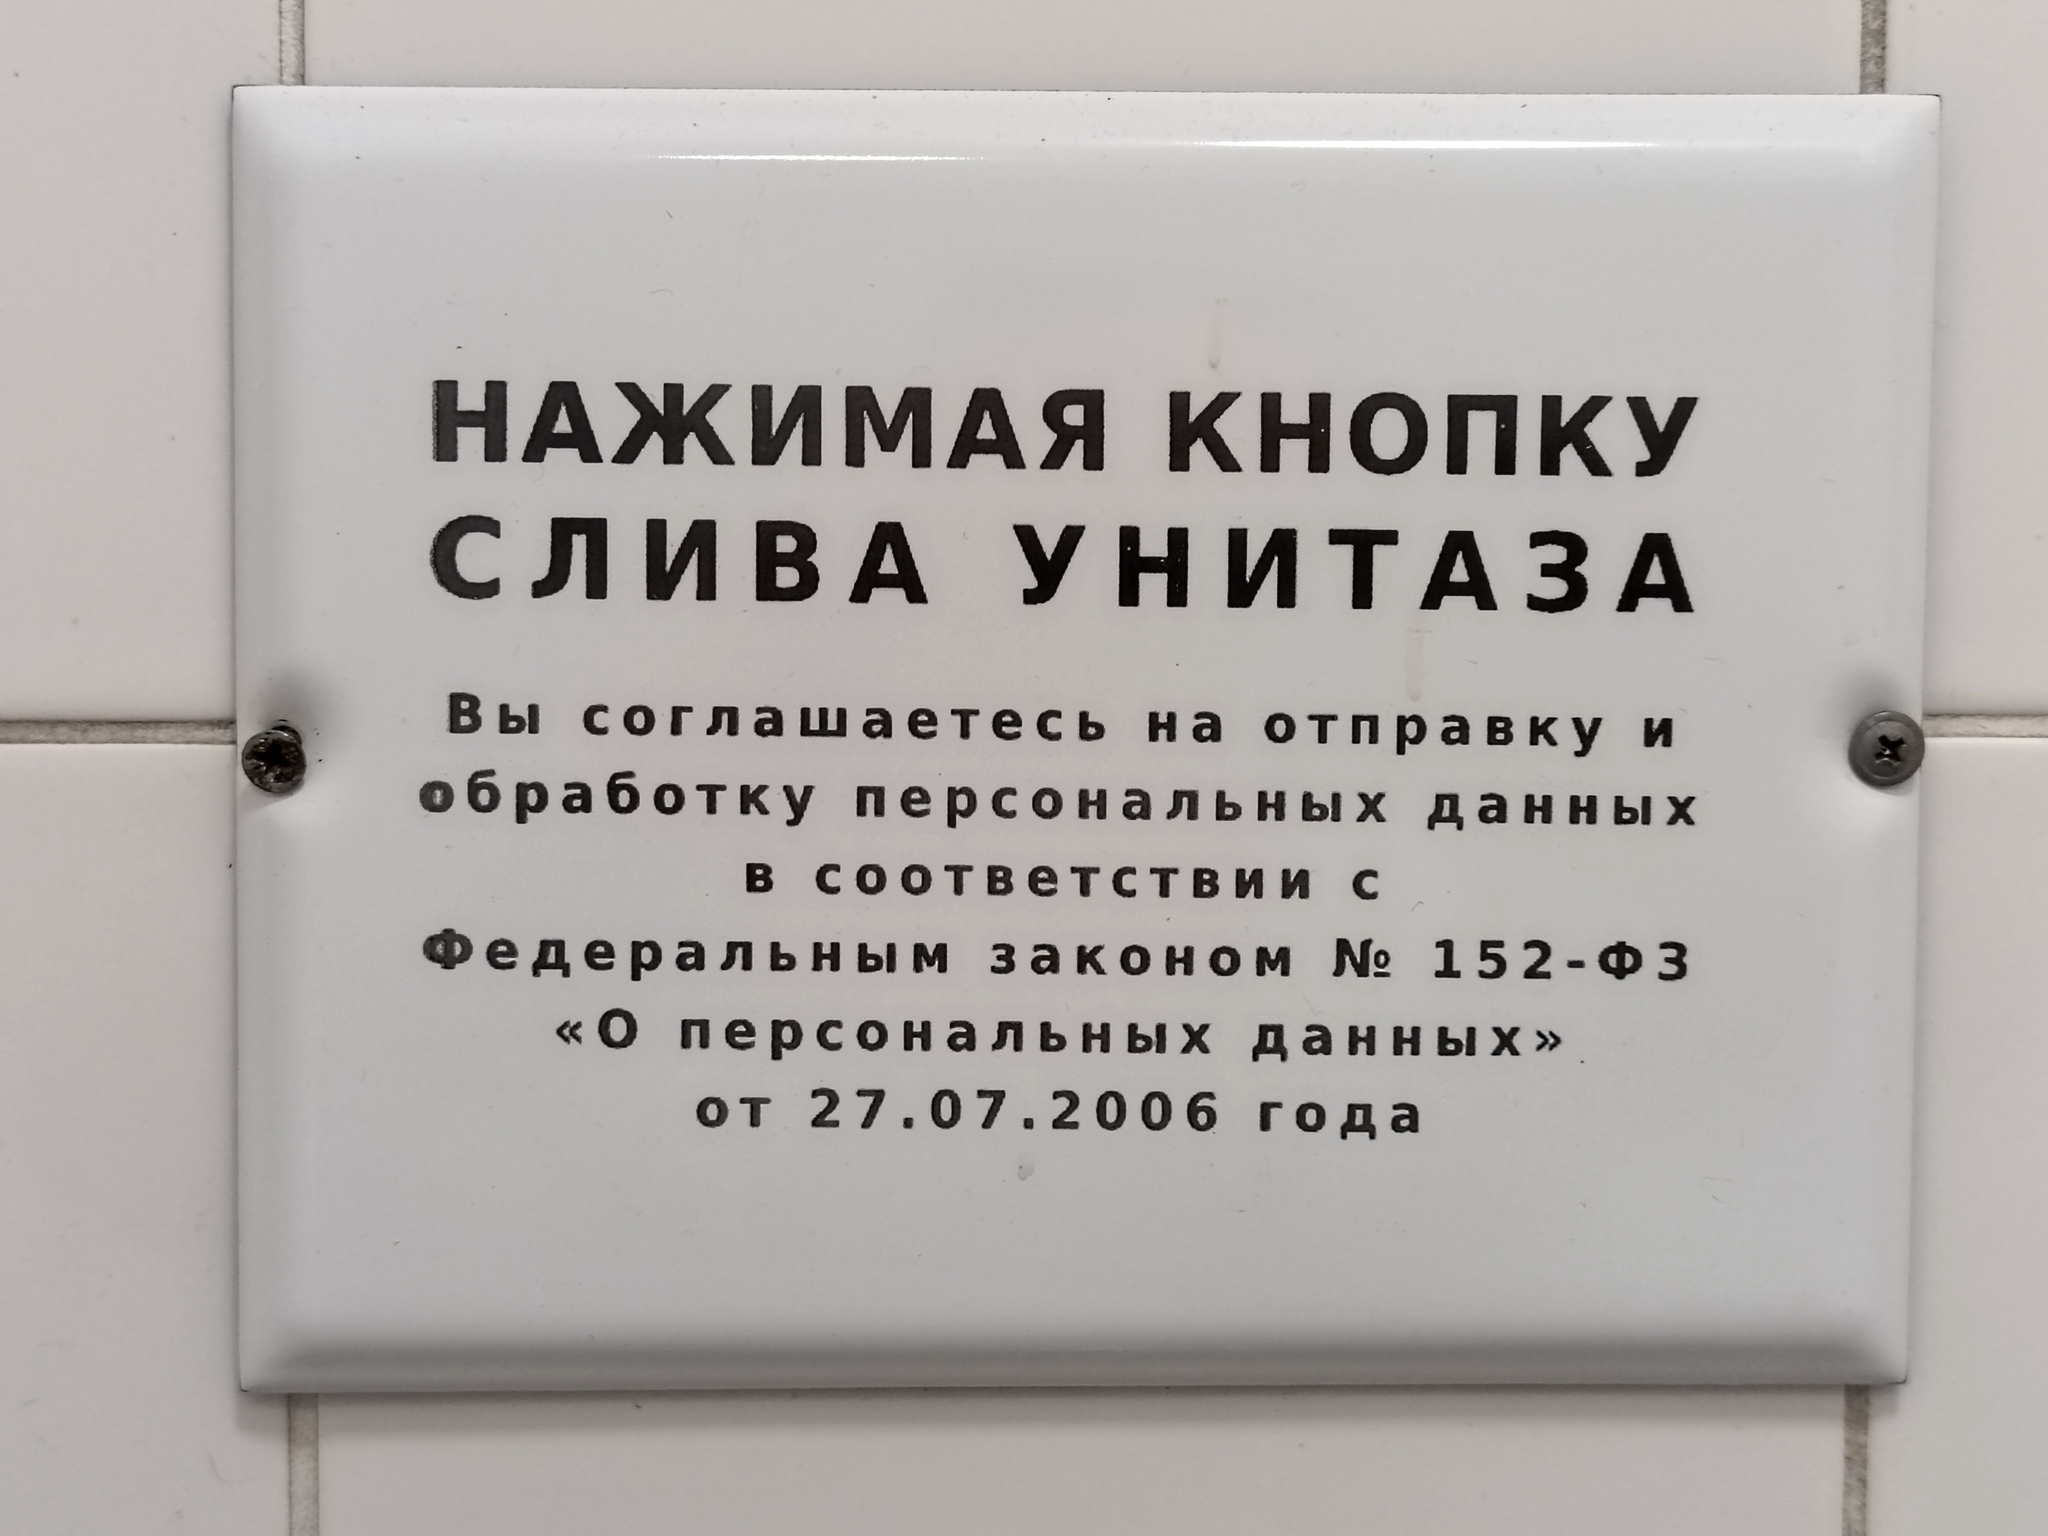 НАЖИМАЯ КНОПКУ
СЛИВА УНИТАЗА
Вы соглашаетесь на отправку и
обработку персональных данных
в соответствии с
Федеральным законом № 152-ФЗ
«О персональных данных»
от 27.07.2006 года